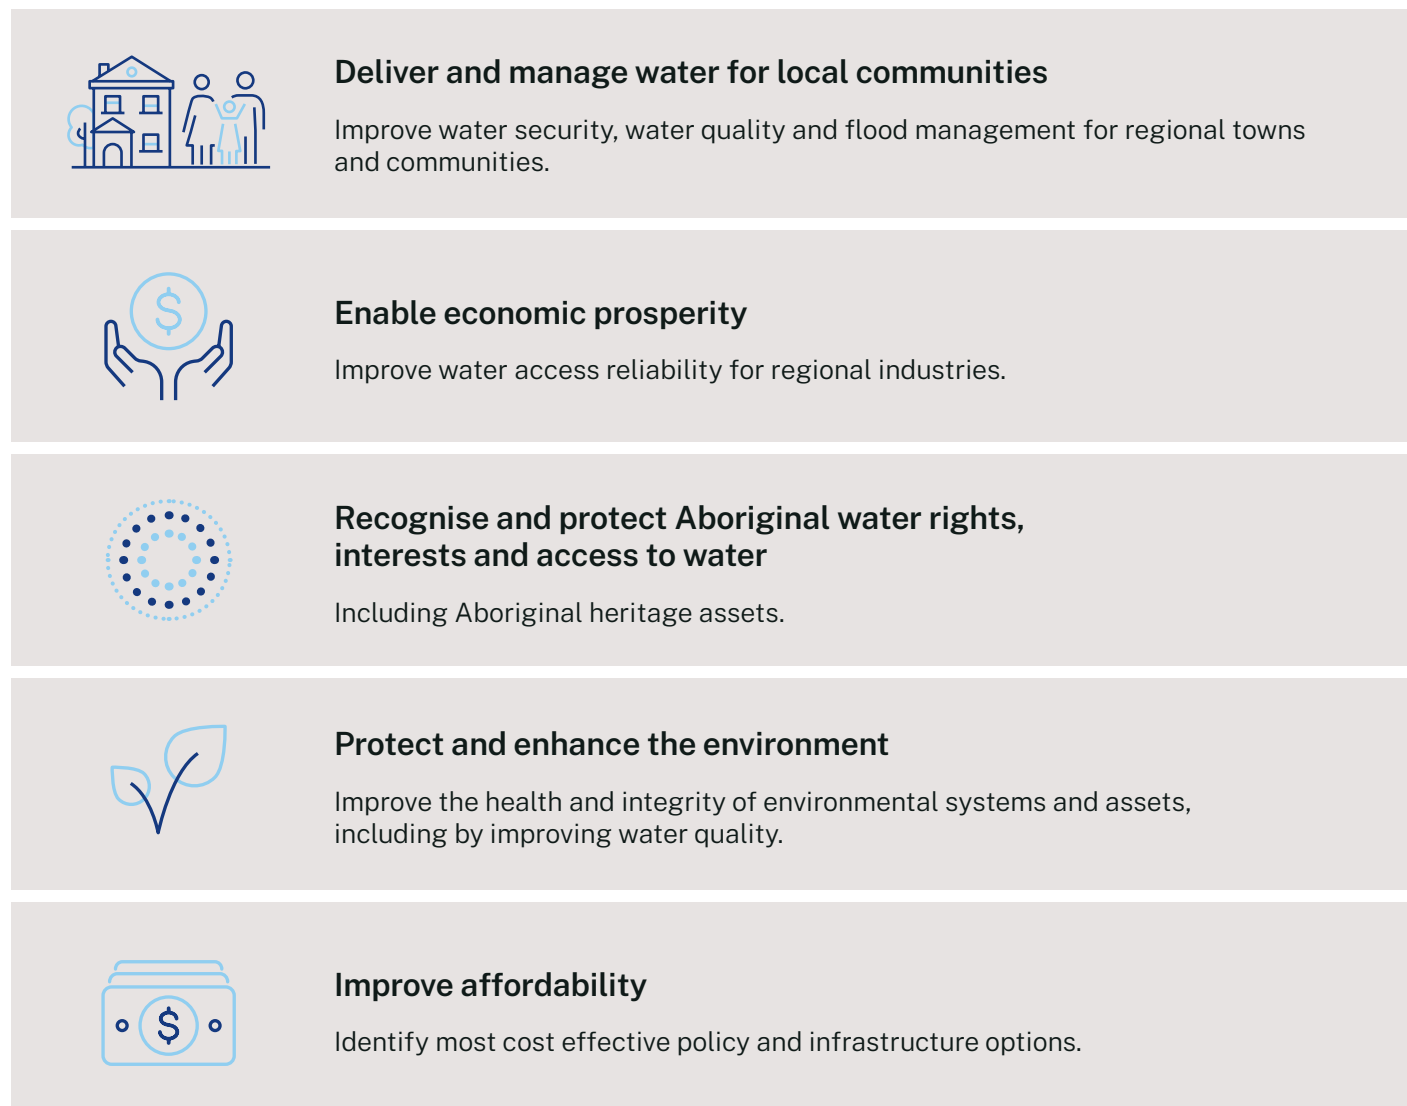 Deliver and manage water for local communities
Improve water security, water quality and flood management for regional towns
and communities.
$
Enable economic prosperity
Improve water access reliability for regional industries.
Recognise and protect Aboriginal water rights,
interests and access to water
Including Aboriginal heritage assets.
Protect and enhance the environment
Improve the health and integrity of environmental systems and assets,
including by improving water quality.
$
Improve affordability
Identify most cost effective policy and infrastructure options.